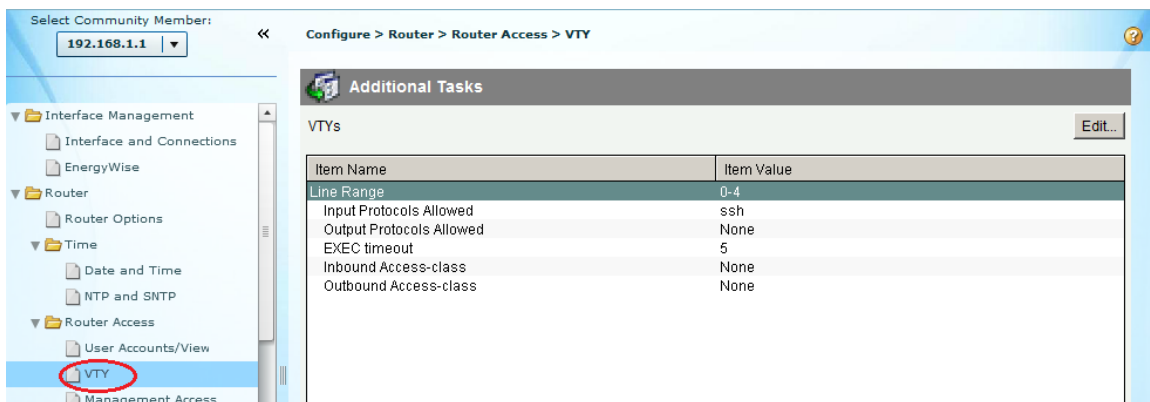 Select Community Member:
192.168.1.1
«
Configure > Router > Router Access > VTY
?
Additional Tasks
VTYs
Edit...
Interface Management
Interface and Connections
EnergyWise
Router
Router Options
Time
Date and Time
NTP and SNTP
Router Access
User Accounts/View
VTY
Management Access
Item Name Item Value
Line Range 0-4
Input Protocols Allowed ssh
Output Protocols Allowed None
EXEC timeout 5
Inbound Access-class None
Outbound Access-class None